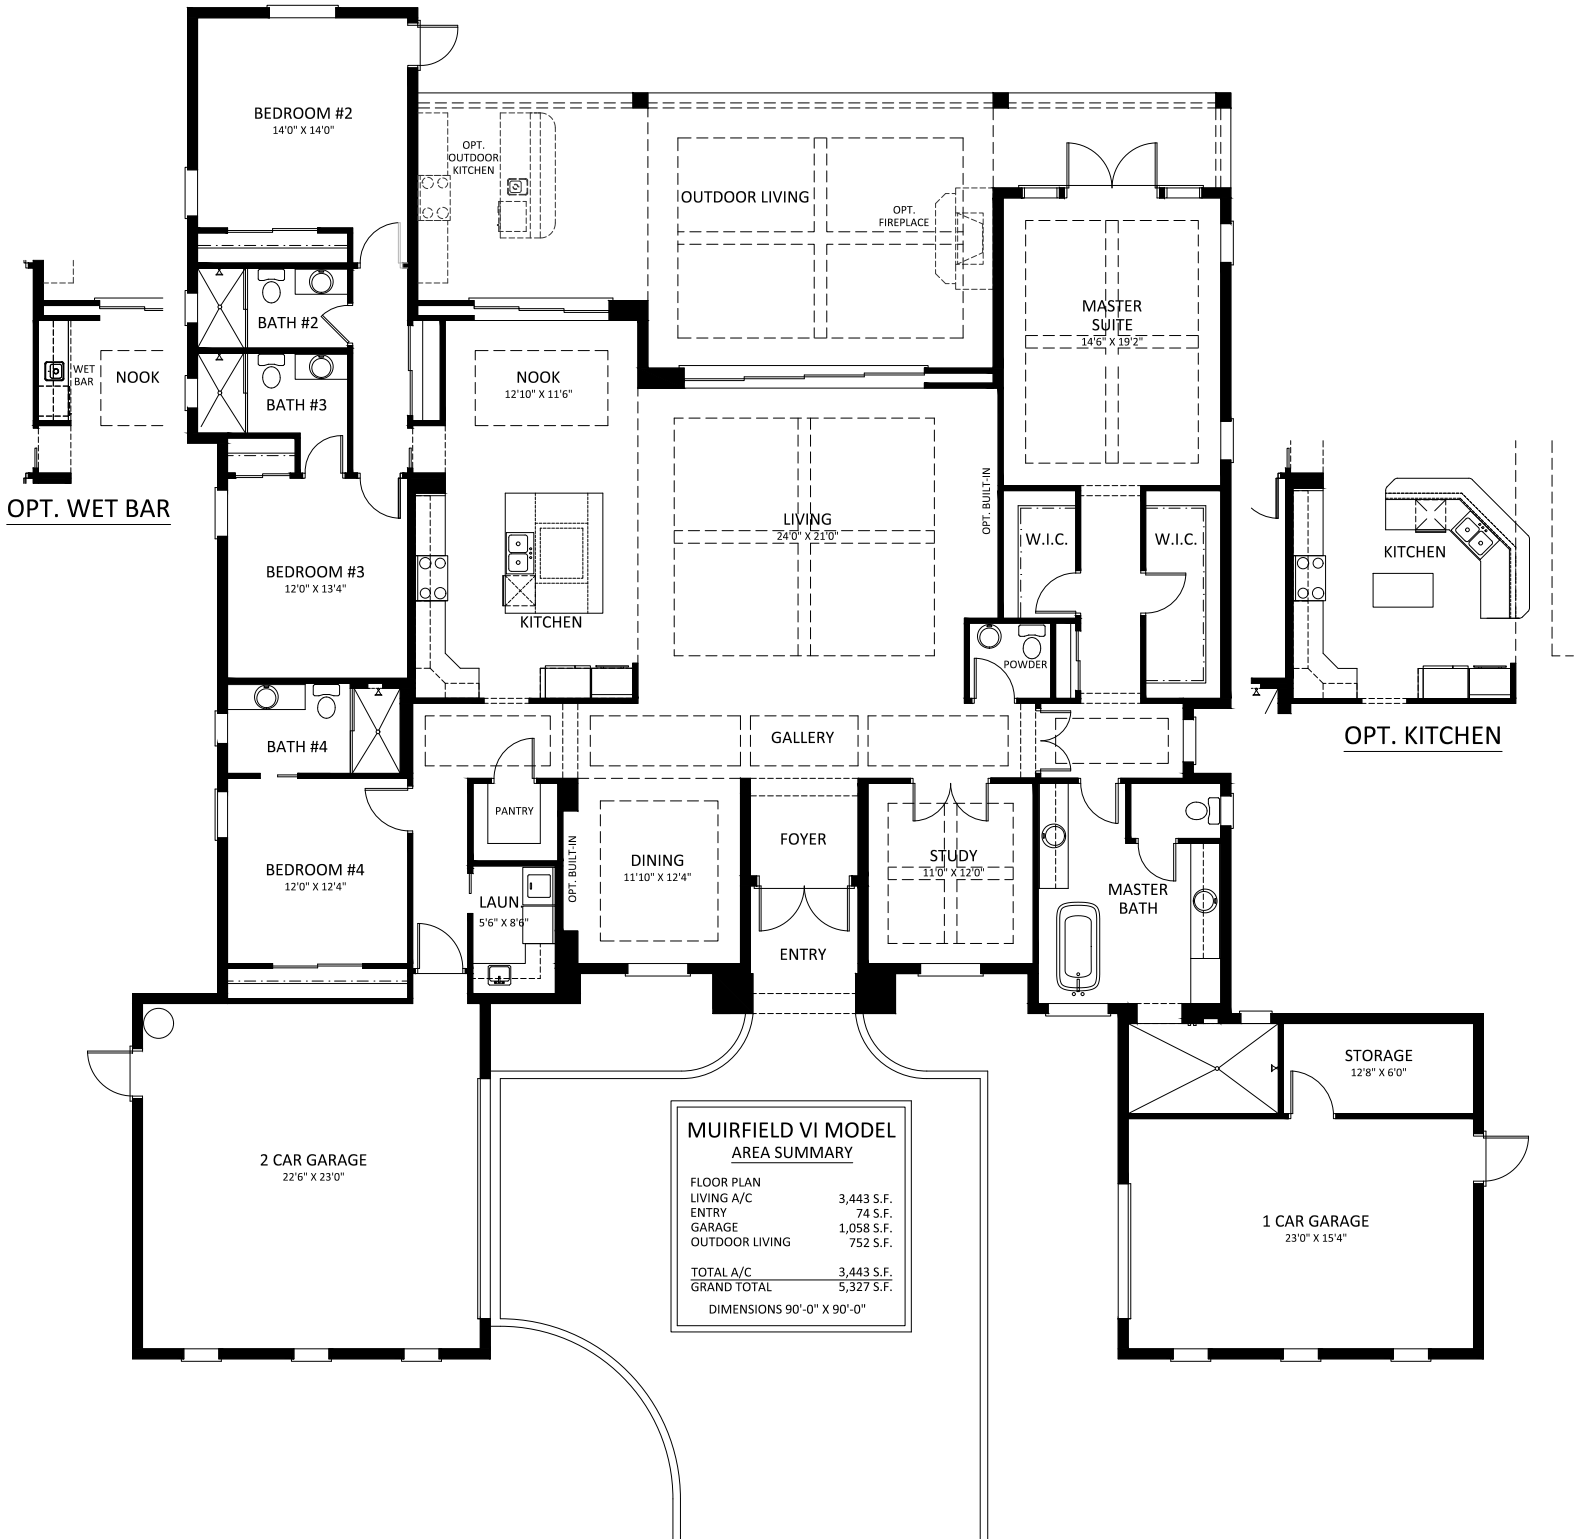 BEDROOM #2
14'0" X 14'0"
OPT.
OUTDOOR
KITCHEN
OUTDOOR LIVING
OPT.
FIREPLACE
BATH #2
MASTER
SUITE
14'6" X 19'2"
WET
BAR
NOOK
OPT. WET BAR
BATH #3
NOOK
12'10" X 11'6"
LIVING
24'0" X 21'0"
OPT. BUILT-IN
W.I.C.
W.I.C.
BEDROOM #3
12'0" X 13'4"
KITCHEN
POWDER
KITCHEN
OPT. KITCHEN
BATH #4
GALLERY
PANTRY
FOYER
OPT. BUILT-IN
DINING
11'10" X 12'4"
STUDY
11'0" X 12'0"
BEDROOM #4
12'0" X 12'4"
LAUN.
5'6" X 8'6"
MASTER
BATH
ENTRY
STORAGE
12'8" X 6'0"
2 CAR GARAGE
22'6" X 23'0"
1 CAR GARAGE
23'0" X 15'4"
MUIRFIELD VI MODEL
AREA SUMMARY
FLOOR PLAN
LIVING A/C 3,443 S.F.
ENTRY 74 S.F.
GARAGE 1,058 S.F.
OUTDOOR LIVING 752 S.F.
TOTAL A/C 3,443 S.F.
GRAND TOTAL 5,327 S.F.
DIMENSIONS 90'-0" X 90'-0"